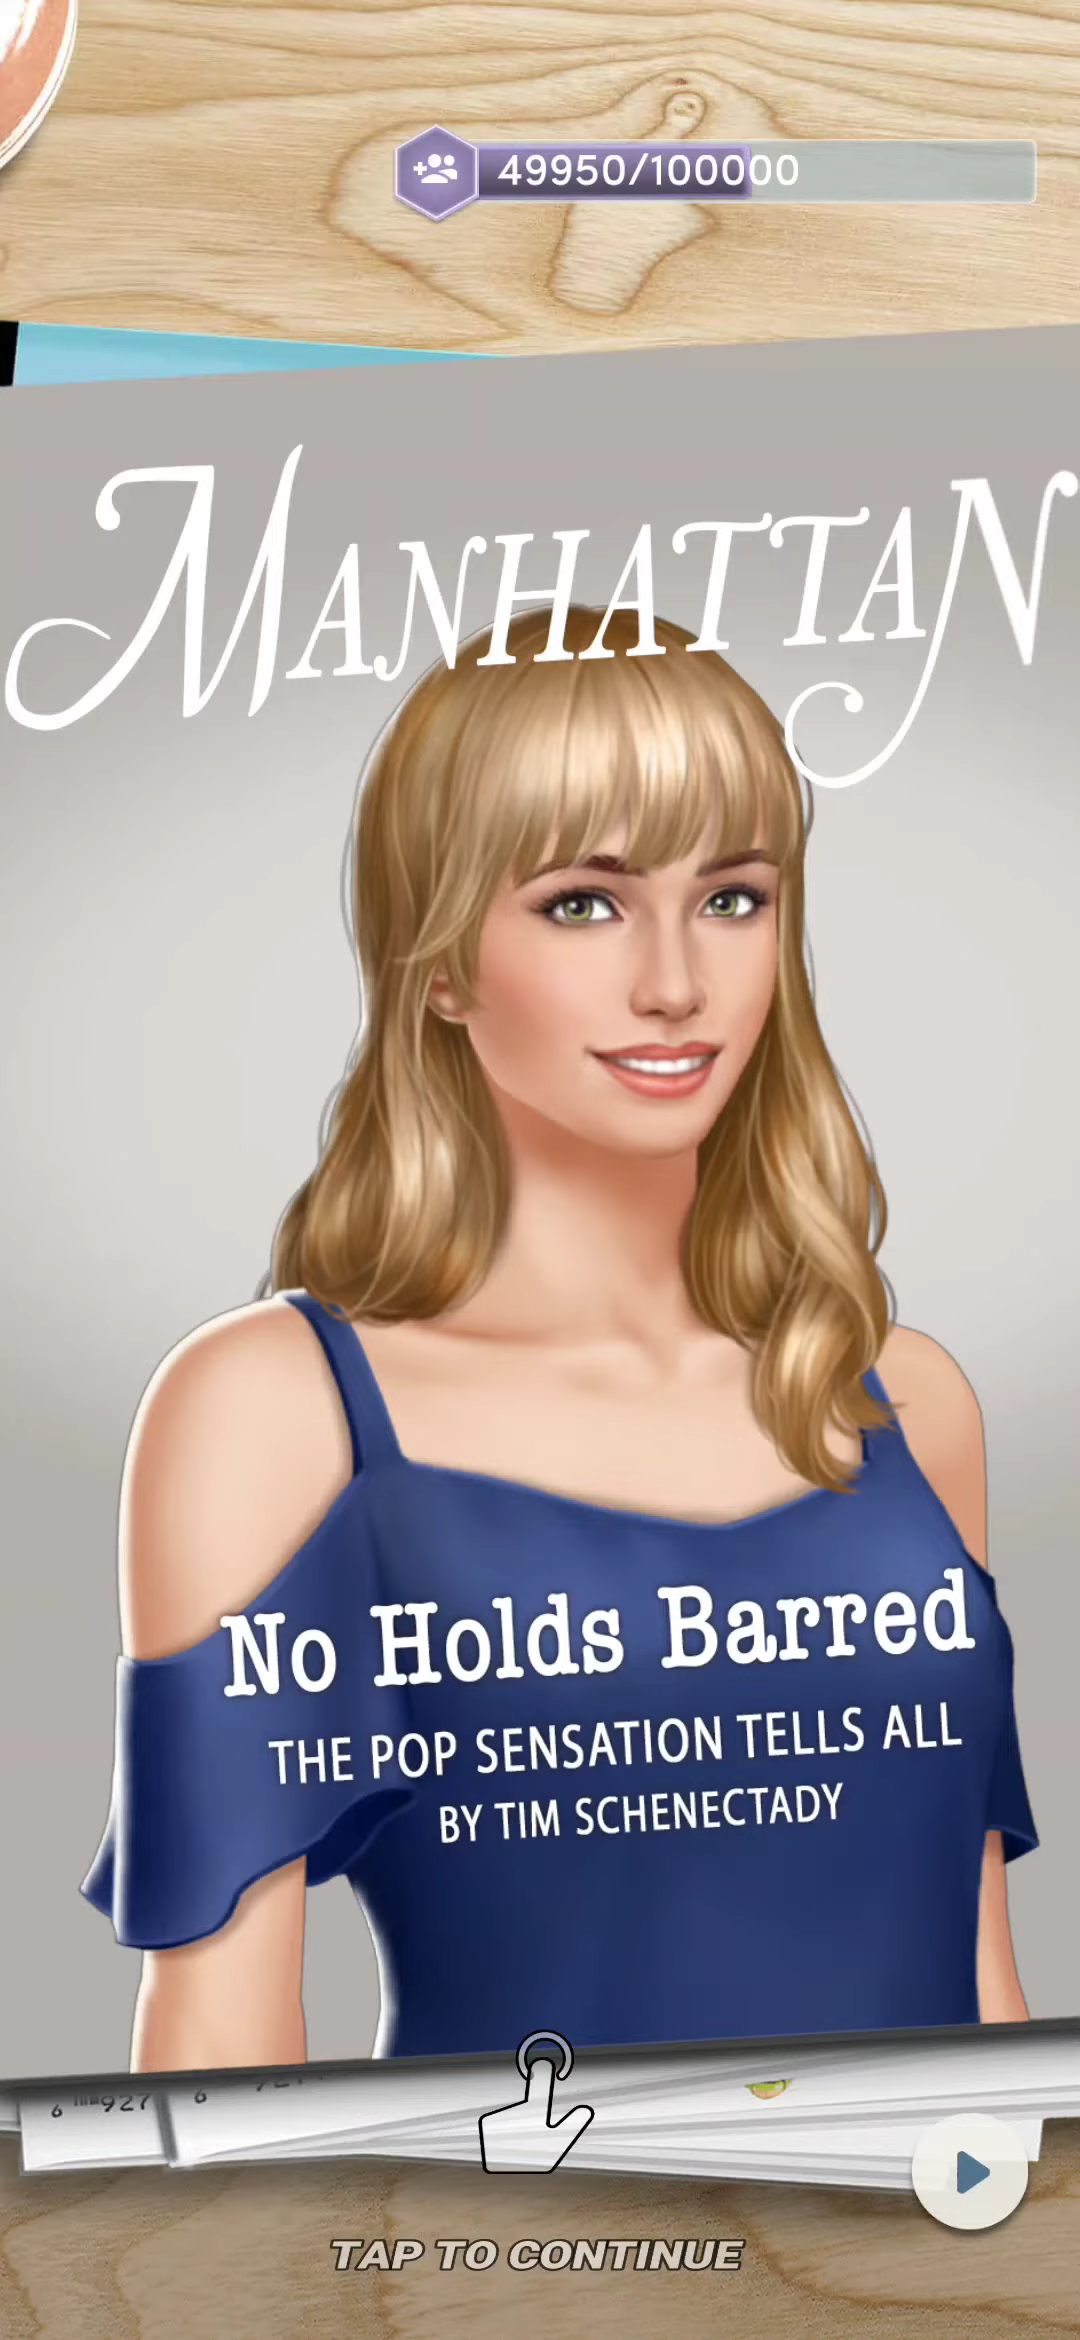 49950/100000
MANHATTAN
No Holds Barred
THE POP SENSATION TELLS ALL
BY TIM SCHENECTADY
TAP TO CONTINUE